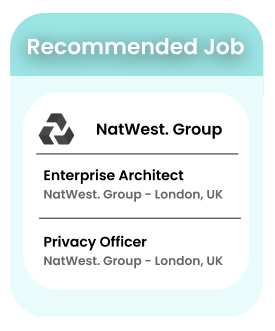 Recommended Job
NatWest. Group
Enterprise Architect
NatWest. Group - London, UK
Privacy Officer
NatWest. Group - London, UK